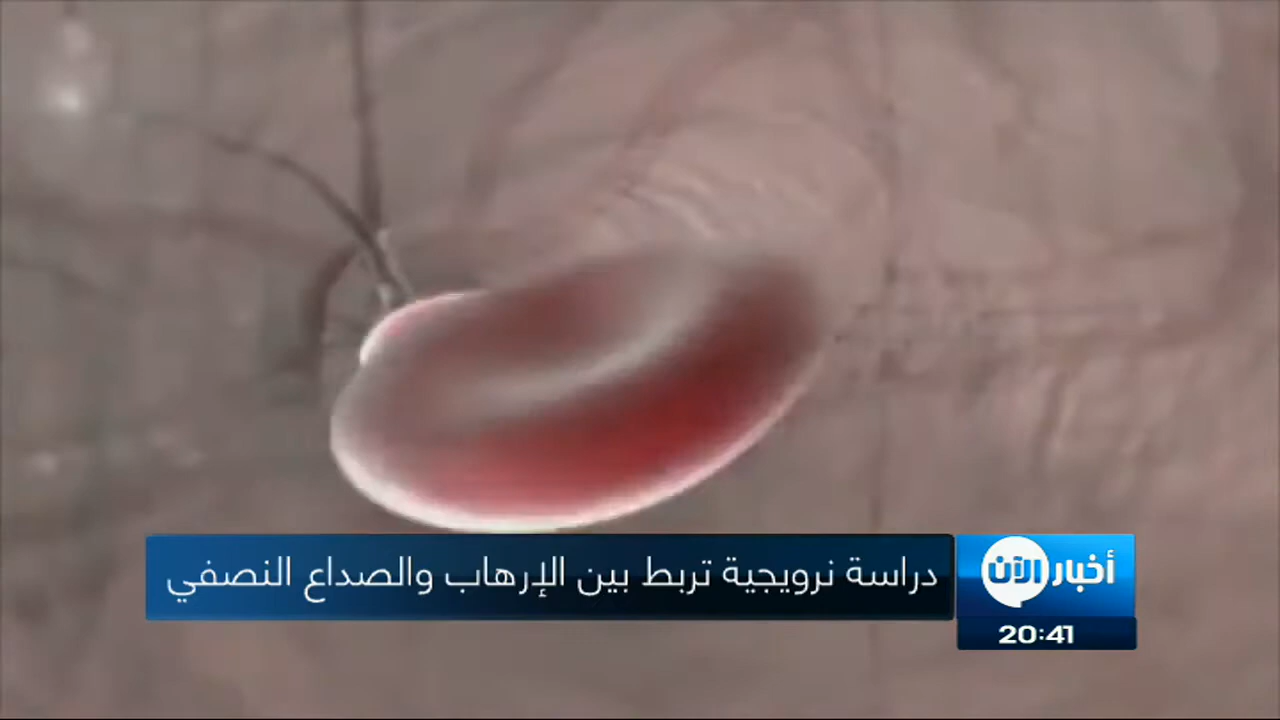 دراسة نرويجية تربط بين الإرهاب والصداع النصفي
أخبار الآن
20:41